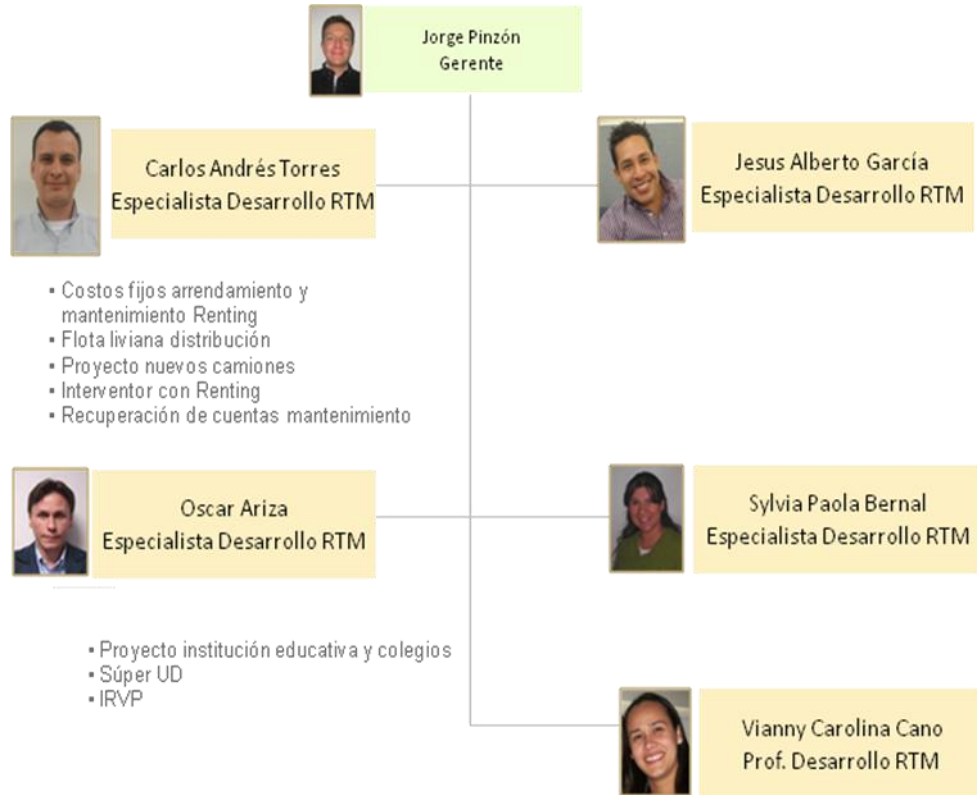 Jorge Pinzón
Gerente
Carlos Andrés Torres
Especialista Desarrollo RTM
Jesus Alberto García
Especialista Desarrollo RTM
▪ Costos fijos arrendamiento y
mantenimiento Renting
▪ Flota liviana distribución
▪ Proyecto nuevos camiones
▪ Interventor con Renting
▪ Recuperación de cuentas mantenimiento
Oscar Ariza
Especialista Desarrollo RTM
Sylvia Paola Bernal
Especialista Desarrollo RTM
▪ Proyecto institución educativa y colegios
▪ Súper UD
▪ IRVP
Vianny Carolina Cano
Prof. Desarrollo RTM